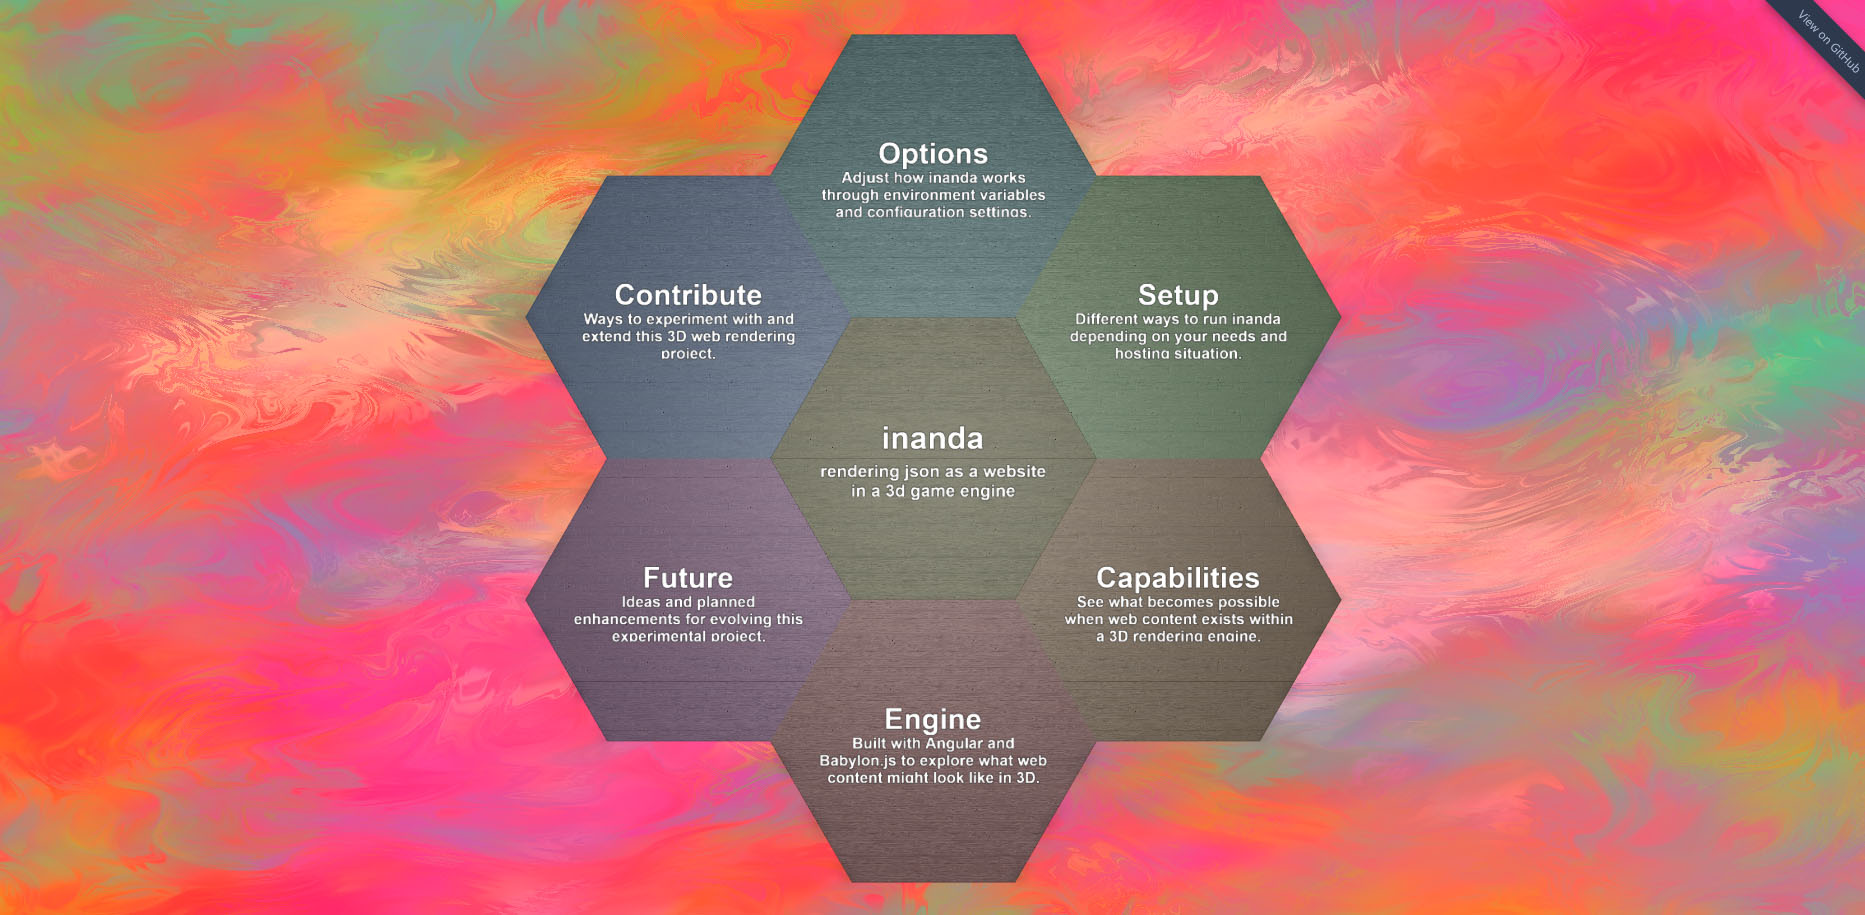 View on GitHub
Options
Adjust how inanda works
through environment variables
and configuration settings.
Contribute
Ways to experiment with and
extend this 3D web rendering
project.
Setup
Different ways to run inanda
depending on your needs and
hosting situation.
inanda
rendering json as a website
in a 3d game engine
Future
Ideas and planned
enhancements for evolving this
experimental project.
Capabilities
See what becomes possible
when web content exists within
a 3D rendering engine.
Engine
Built with Angular and
Babylon.js to explore what web
content might look like in 3D.